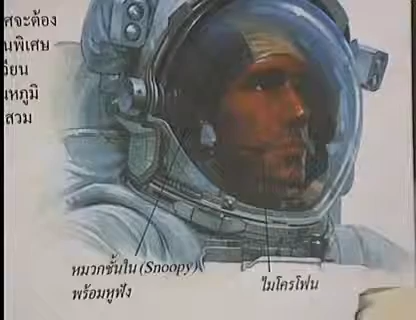 ศจะต้อง
นพิเศษ
วียน
นหภูมิ
สวม
หมวกชั้นใน (Snoopy)
พร้อมหูฟัง
ไมโครโฟน